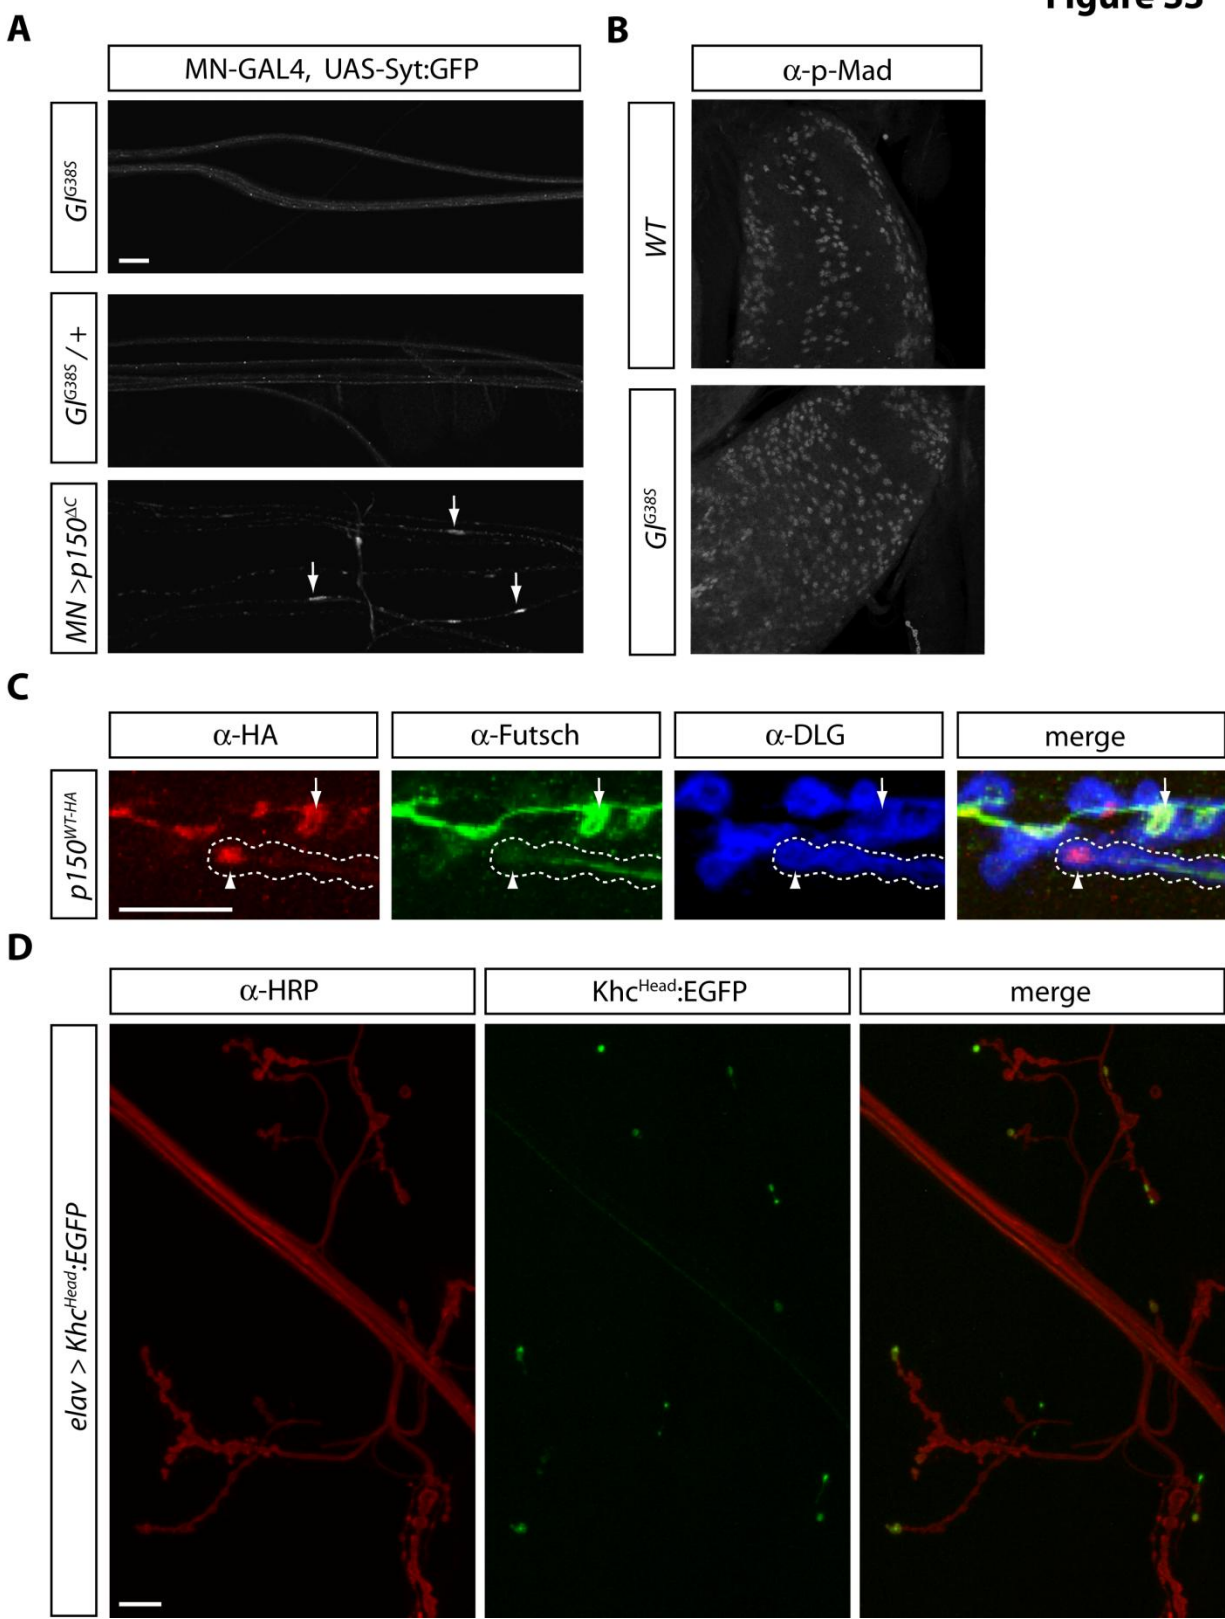 Figure S3
A
MN-GAL4, UAS-Syt:GFP
Gl^G38S
Gl^G38S / +
MN >p150^ΔC
B
α-p-Mad
WT
Gl^G38S
C
α-HA
α-Futsch
α-DLG
merge
p150^WT-HA
D
α-HRP
Khc^Head:EGFP
merge
elav > Khc^Head:EGFP